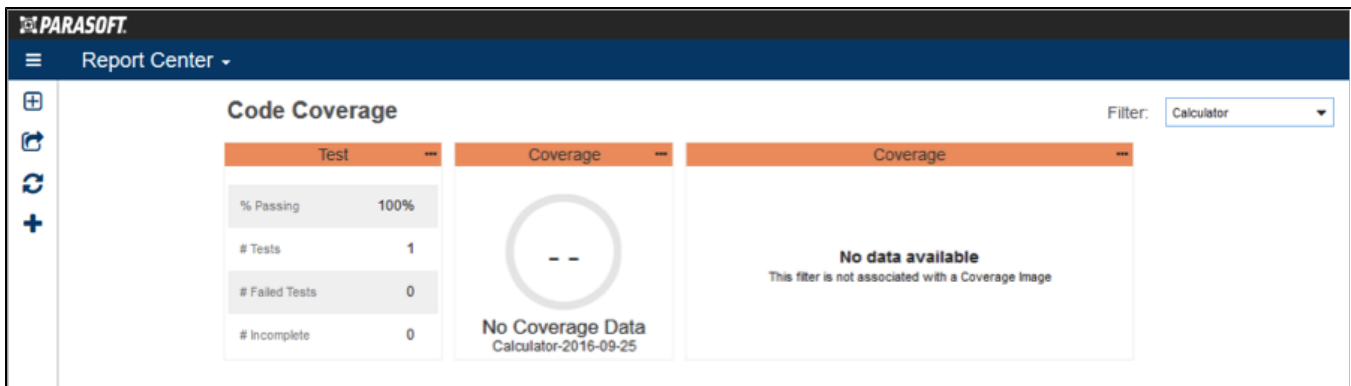 PARASOFT.
Report Center
Code Coverage
Filter: Calculator
Test
% Passing 100%
# Tests 1
# Failed Tests 0
# Incomplete 0
Coverage
- -
No Coverage Data
Calculator-2016-09-25
Coverage
No data available
This filter is not associated with a Coverage Image